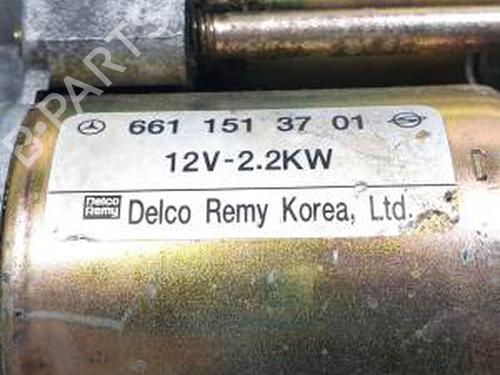 B-PARTS
661 151 37 01
12V-2.2KW
Delco Remy Delco Remy Korea, Ltd.